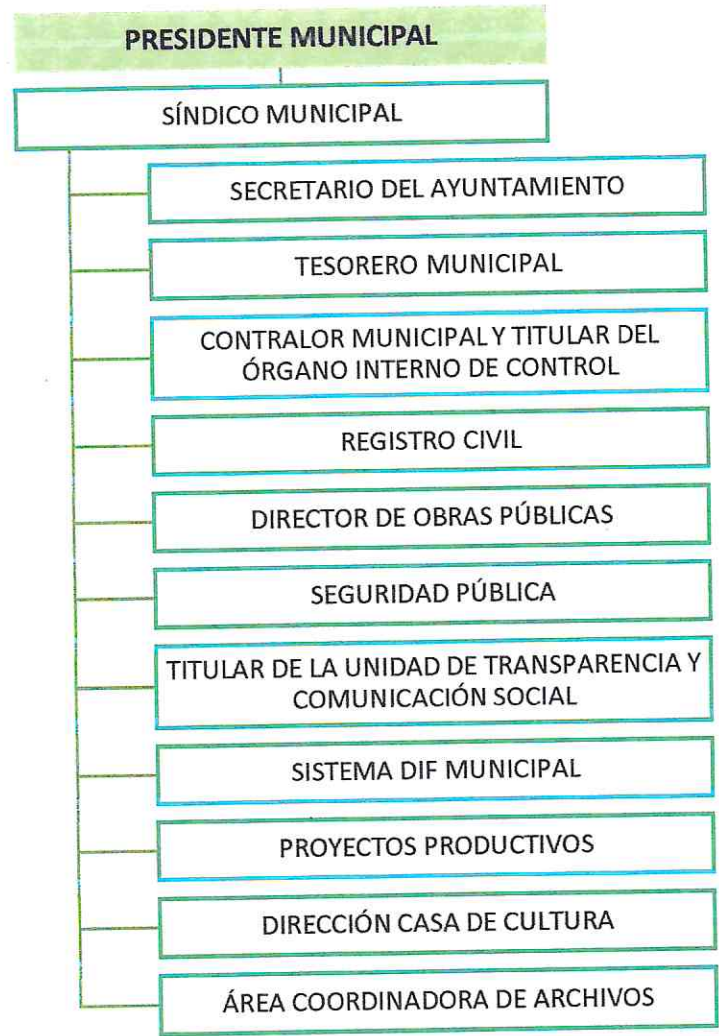 PRESIDENTE MUNICIPAL
SÍNDICO MUNICIPAL
SECRETARIO DEL AYUNTAMIENTO
TESORERO MUNICIPAL
CONTRALOR MUNICIPAL Y TITULAR DEL
ÓRGANO INTERNO DE CONTROL
REGISTRO CIVIL
DIRECTOR DE OBRAS PÚBLICAS
SEGURIDAD PÚBLICA
TITULAR DE LA UNIDAD DE TRANSPARENCIA Y
COMUNICACIÓN SOCIAL
SISTEMA DIF MUNICIPAL
PROYECTOS PRODUCTIVOS
DIRECCIÓN CASA DE CULTURA
ÁREA COORDINADORA DE ARCHIVOS